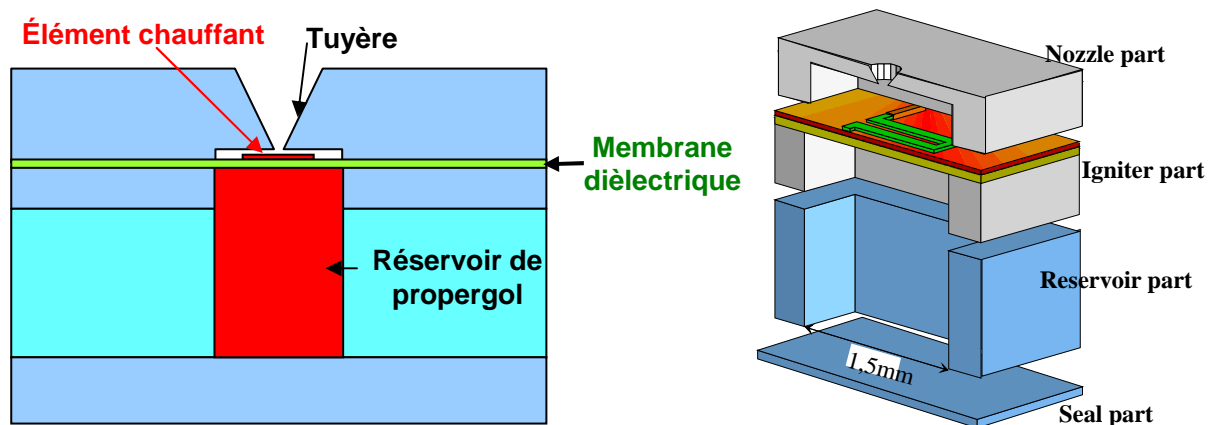 Élément chauffant
Tuyère
Membrane
dièlectrique
Réservoir de
propergol
Nozzle part
Igniter part
Reservoir part
1,5mm
Seal part